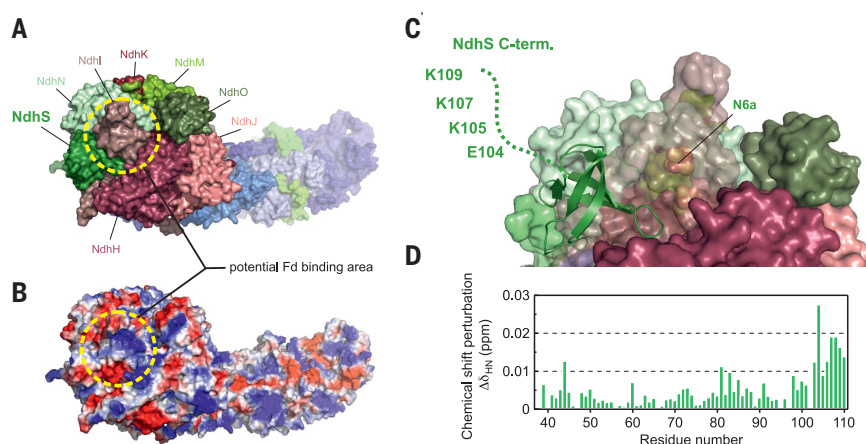 A
NdhK
NdhI
NdhM
NdhN
NdhO
NdhS
NdhJ
NdhH
potential Fd binding area
B
C
NdhS C-term.
K109
K107
N6a
K105
E104
D
Chemical shift perturbation
ΔδHN (ppm)
0.03
0.02
0.01
0
40 50 60 70 80 90 100 110
Residue number